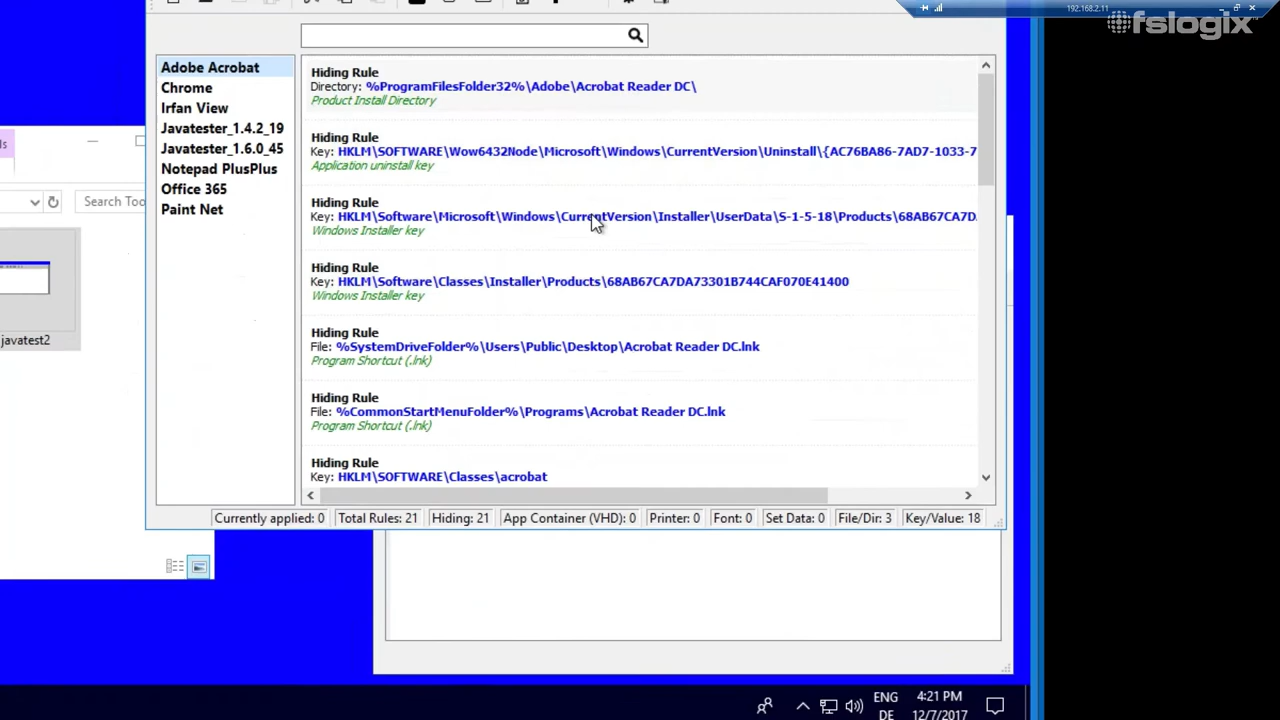 192.168.2.11
fslogix
Adobe Acrobat
Chrome
Irfan View
Javatester_1.4.2_19
Javatester_1.6.0_45
Notepad PlusPlus
Office 365
Paint Net
Hiding Rule
Directory: %ProgramFilesFolder32%\Adobe\Acrobat Reader DC\
Product Install Directory
Hiding Rule
Key: HKLM\SOFTWARE\Wow6432Node\Microsoft\Windows\CurrentVersion\Uninstall\{AC76BA86-7AD7-1033-7
Application uninstall key
Hiding Rule
Key: HKLM\Software\Microsoft\Windows\CurrentVersion\Installer\UserData\S-1-5-18\Products\68AB67CA7D
Windows Installer key
Hiding Rule
Key: HKLM\Software\Classes\Installer\Products\68AB67CA7DA73301B744CAF070E41400
Windows Installer key
Hiding Rule
File: %SystemDriveFolder%\Users\Public\Desktop\Acrobat Reader DC.lnk
Program Shortcut (.lnk)
Hiding Rule
File: %CommonStartMenuFolder%\Programs\Acrobat Reader DC.lnk
Program Shortcut (.lnk)
Hiding Rule
Key: HKLM\SOFTWARE\Classes\acrobat
Currently applied: 0
Total Rules: 21
Hiding: 21
App Container (VHD): 0
Printer: 0
Font: 0
Set Data: 0
File/Dir: 3
Key/Value: 18
ls
Search Too
javatest2
ENG
DE
4:21 PM
12/7/2017